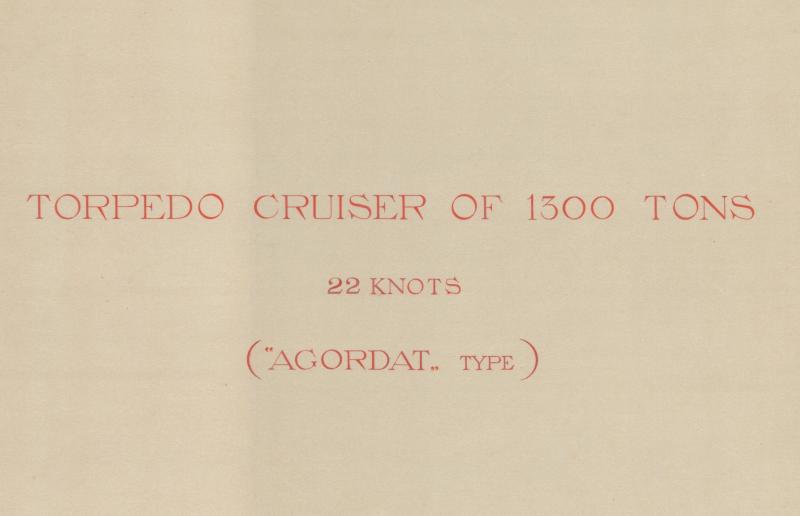 TORPEDO CRUISER OF 1300 TONS
22 KNOTS
(“AGORDAT„ TYPE)